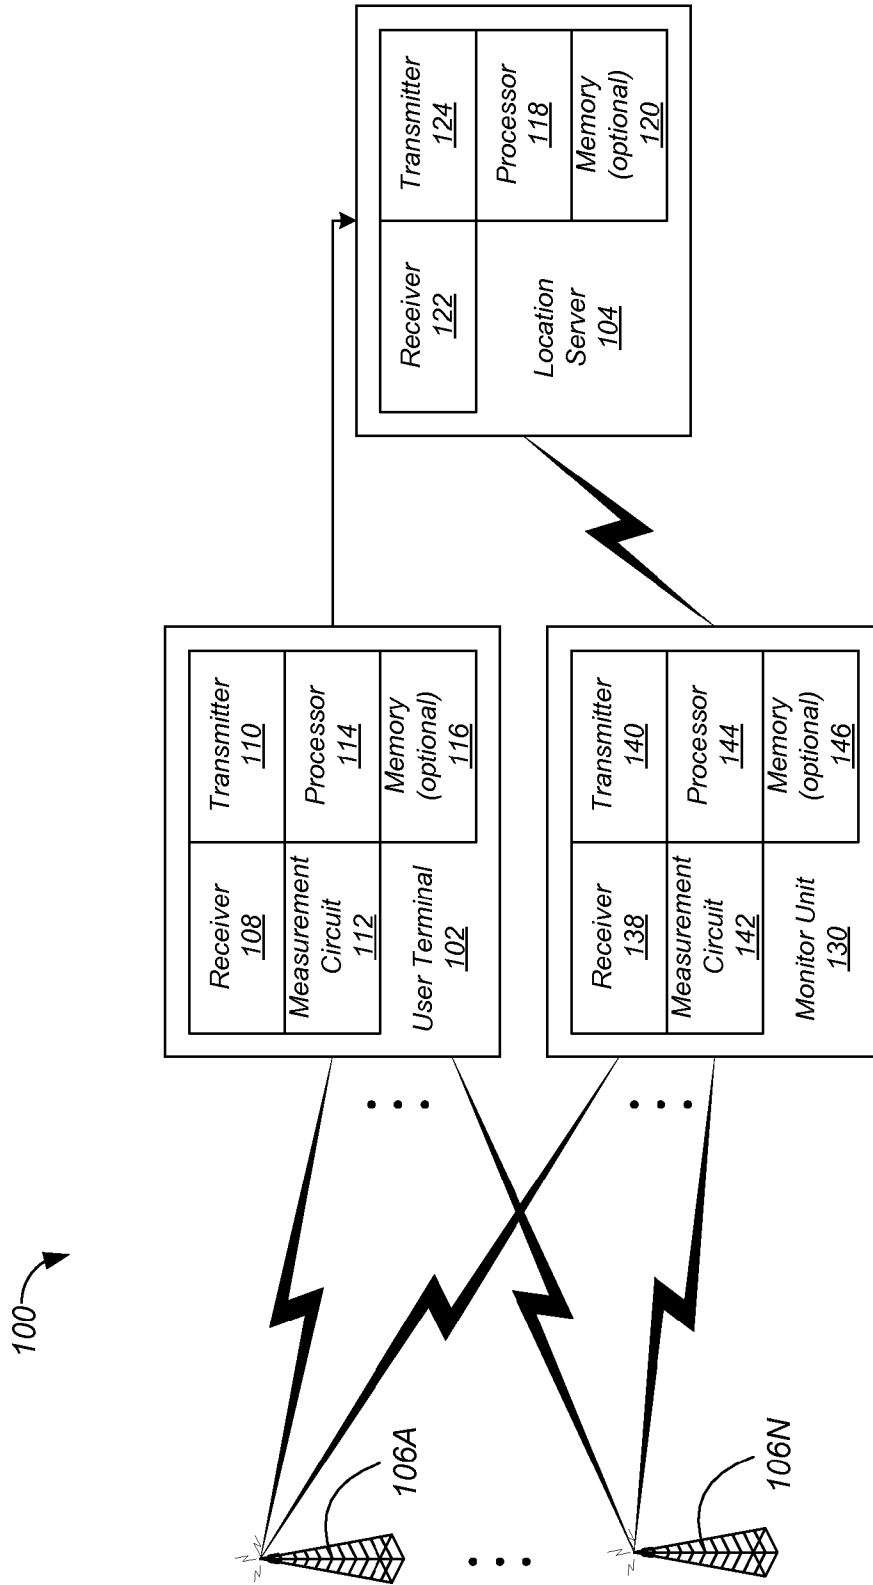 100
106A
106N
Receiver
108
Transmitter
110
Measurement
Circuit
112
Processor
114
User Terminal
102
Memory
(optional)
116
Receiver
138
Transmitter
140
Measurement
Circuit
142
Processor
144
Monitor Unit
130
Memory
(optional)
146
Receiver
122
Transmitter
124
Location
Server
104
Processor
118
Memory
(optional)
120